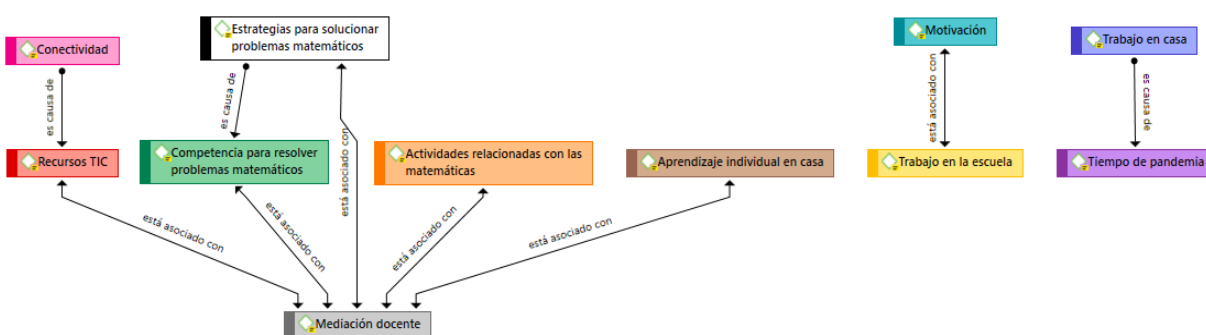 Conectividad
Estrategias para solucionar
problemas matemáticos
Motivación
Trabajo en casa
es causa de
es causa de
está asociado con
está asociado con
es causa de
Recursos TIC
Competencia para resolver
problemas matemáticos
Actividades relacionadas con las
matemáticas
Aprendizaje individual en casa
Trabajo en la escuela
Tiempo de pandemia
está asociado con
está asociado con
está asociado con
está asociado con
Mediación docente